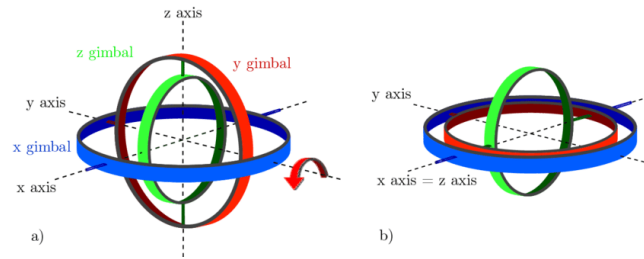 z axis
z gimbal
y gimbal
y axis
x gimbal
x axis
a)
y axis
x axis = z axis
b)